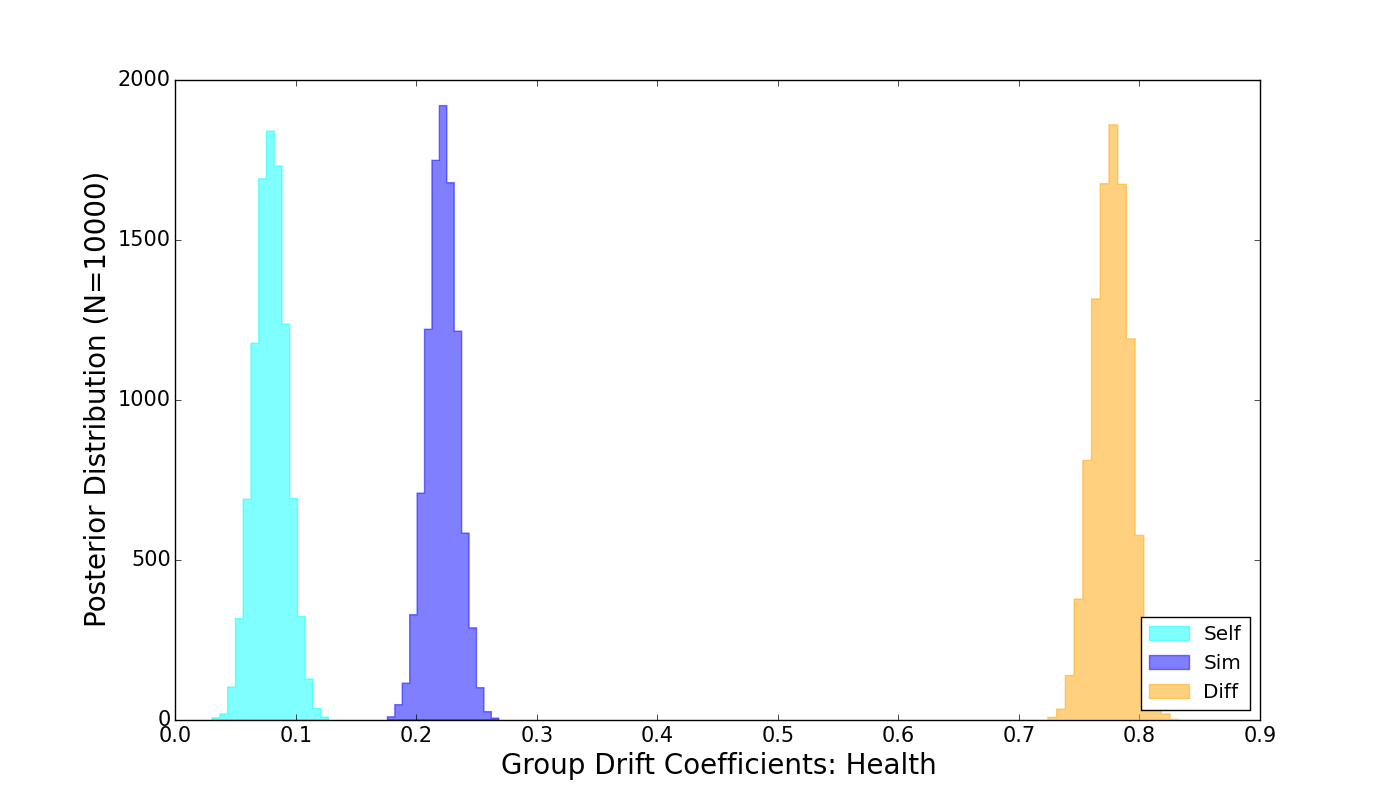 2000
1500
1000
500
0
Posterior Distribution (N=10000)
0.0 0.1 0.2 0.3 0.4 0.5 0.6 0.7 0.8 0.9
Group Drift Coefficients: Health
Self
Sim
Diff